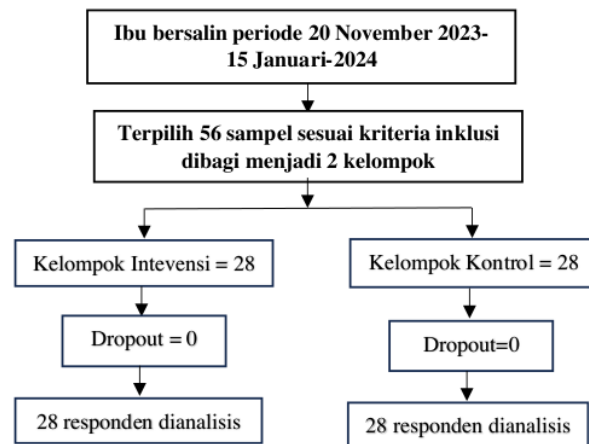 Ibu bersalin periode 20 November 2023-
15 Januari-2024
Terpilih 56 sampel sesuai kriteria inklusi
dibagi menjadi 2 kelompok
Kelompok Intevensi = 28
Kelompok Kontrol = 28
Dropout = 0
Dropout=0
28 responden dianalisis
28 responden dianalisis